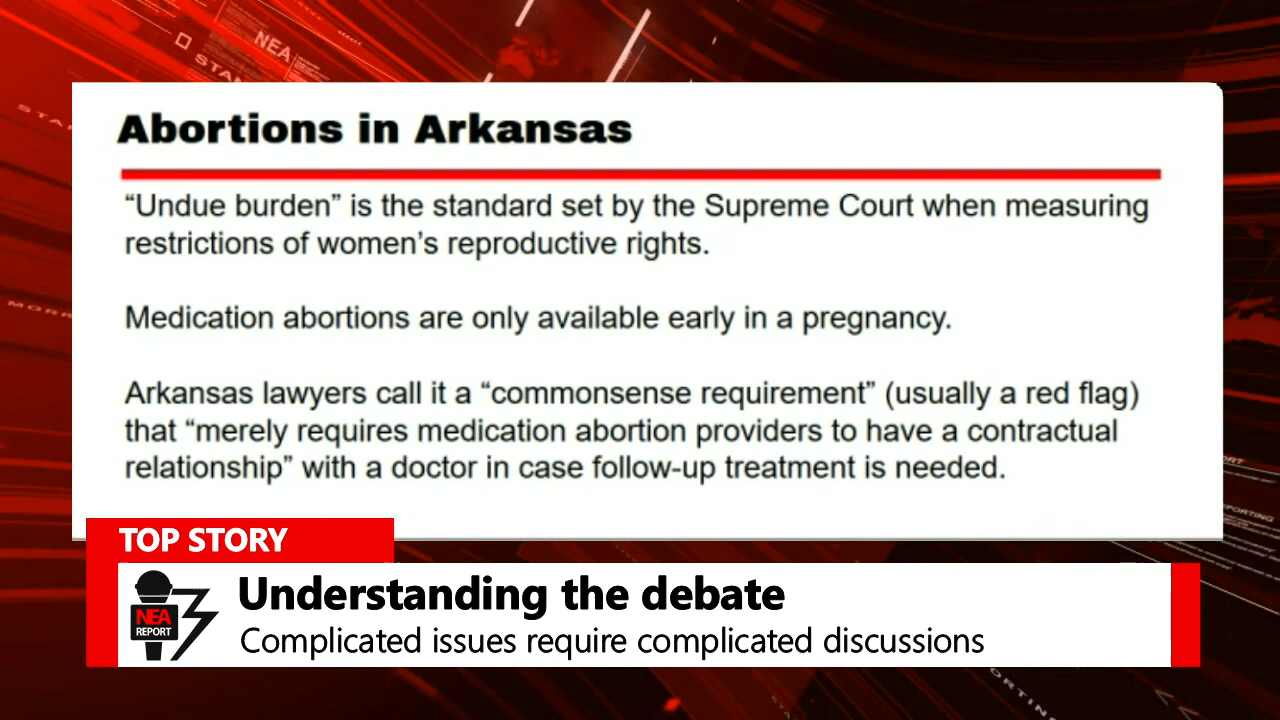 NEA
STAN
STA
Abortions in Arkansas
“Undue burden” is the standard set by the Supreme Court when measuring
restrictions of women’s reproductive rights.
Medication abortions are only available early in a pregnancy.
Arkansas lawyers call it a “commonsense requirement” (usually a red flag)
that “merely requires medication abortion providers to have a contractual
relationship” with a doctor in case follow-up treatment is needed.
TOP STORY
NEA
REPORT
Understanding the debate
Complicated issues require complicated discussions